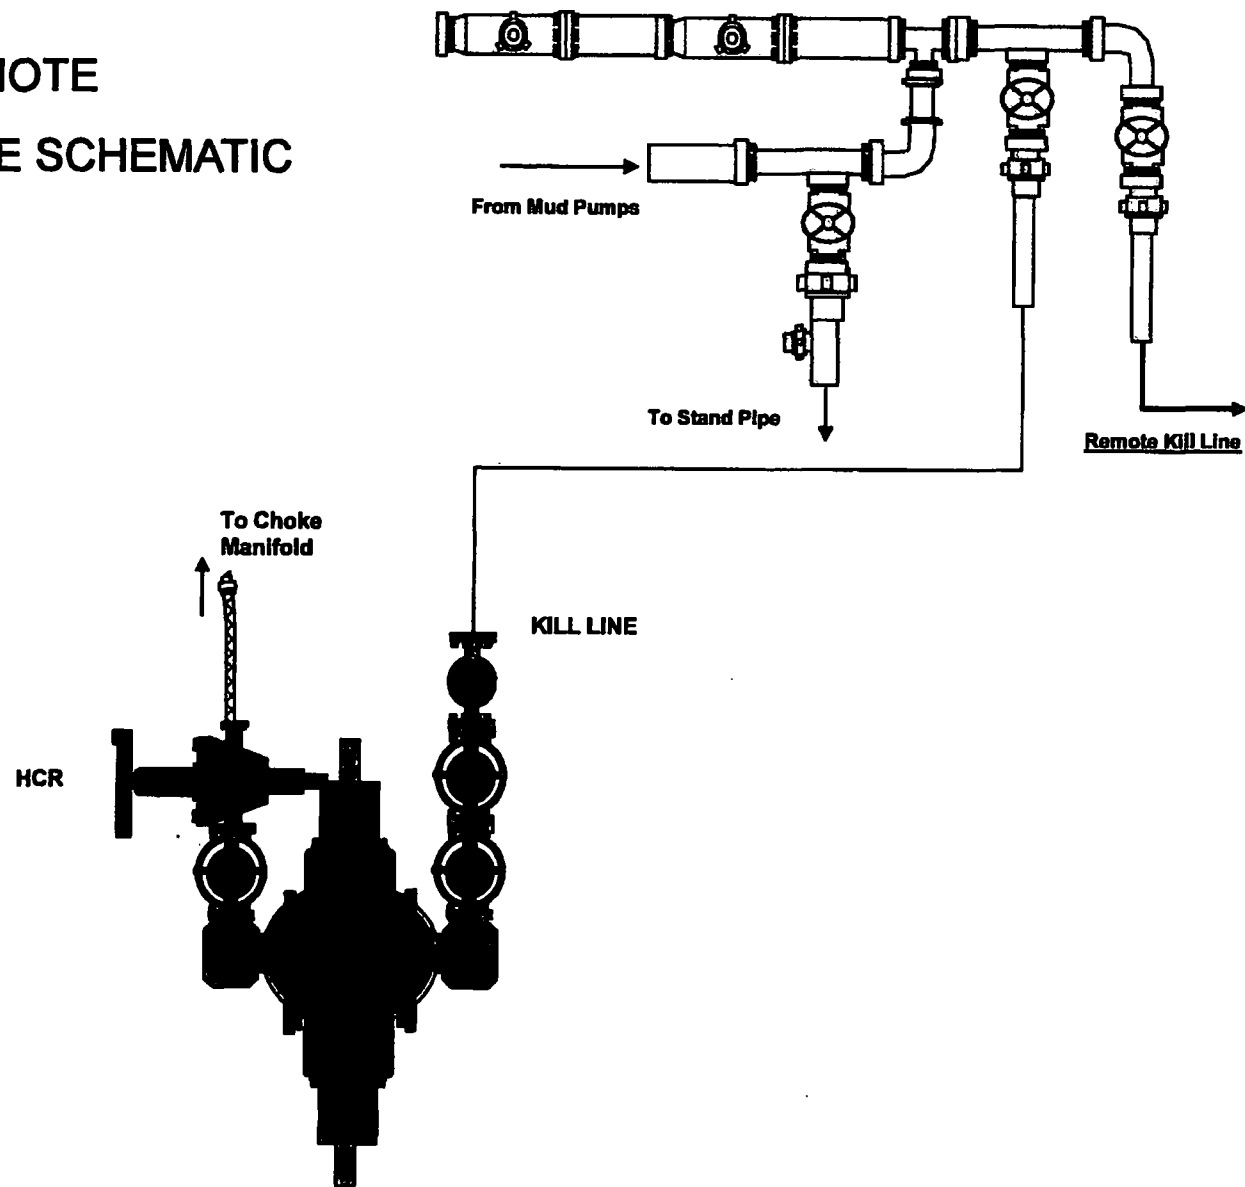 IOTE
E SCHEMATIC
From Mud Pumps
To Stand Pipe
Remote Kill Line
To Choke
Manifold
KILL LINE
HCR